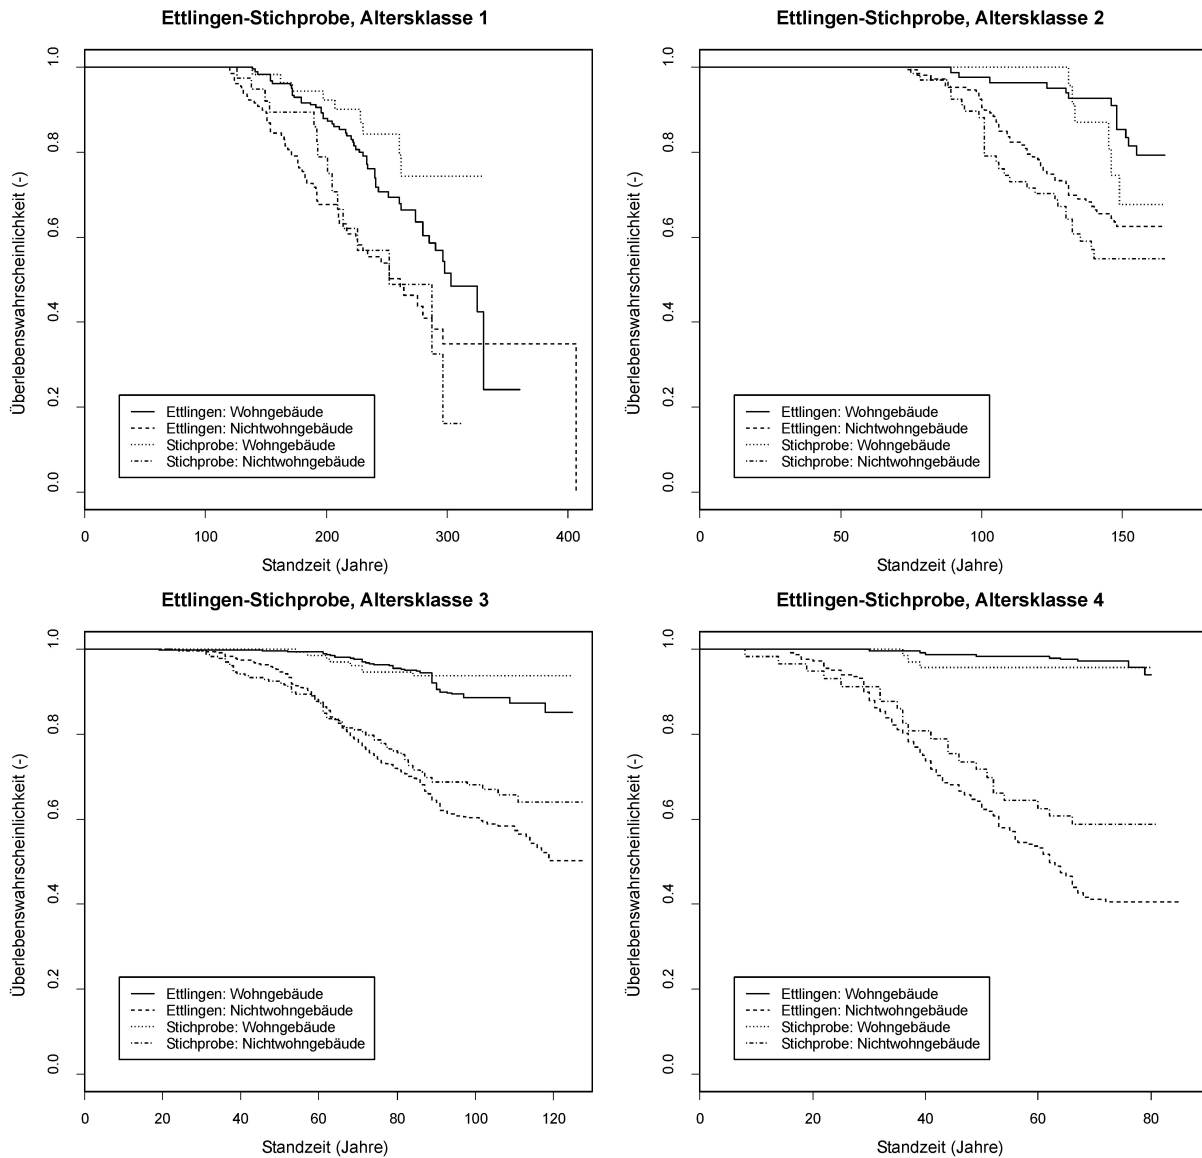 Ettlingen-Stichprobe, Altersklasse 1
Überlebenswahrscheinlichkeit (-)
1.0
0.8
0.6
0.4
0.2
0.0
Ettlingen: Wohngebäude
Ettlingen: Nichtwohngebäude
Stichprobe: Wohngebäude
Stichprobe: Nichtwohngebäude
0 100 200 300 400
Standzeit (Jahre)
Ettlingen-Stichprobe, Altersklasse 2
Überlebenswahrscheinlichkeit (-)
1.0
0.8
0.6
0.4
0.2
0.0
Ettlingen: Wohngebäude
Ettlingen: Nichtwohngebäude
Stichprobe: Wohngebäude
Stichprobe: Nichtwohngebäude
0 50 100 150
Standzeit (Jahre)
Ettlingen-Stichprobe, Altersklasse 3
Überlebenswahrscheinlichkeit (-)
1.0
0.8
0.6
0.4
0.2
0.0
Ettlingen: Wohngebäude
Ettlingen: Nichtwohngebäude
Stichprobe: Wohngebäude
Stichprobe: Nichtwohngebäude
0 20 40 60 80 100 120
Standzeit (Jahre)
Ettlingen-Stichprobe, Altersklasse 4
Überlebenswahrscheinlichkeit (-)
1.0
0.8
0.6
0.4
0.2
0.0
Ettlingen: Wohngebäude
Ettlingen: Nichtwohngebäude
Stichprobe: Wohngebäude
Stichprobe: Nichtwohngebäude
0 20 40 60 80
Standzeit (Jahre)